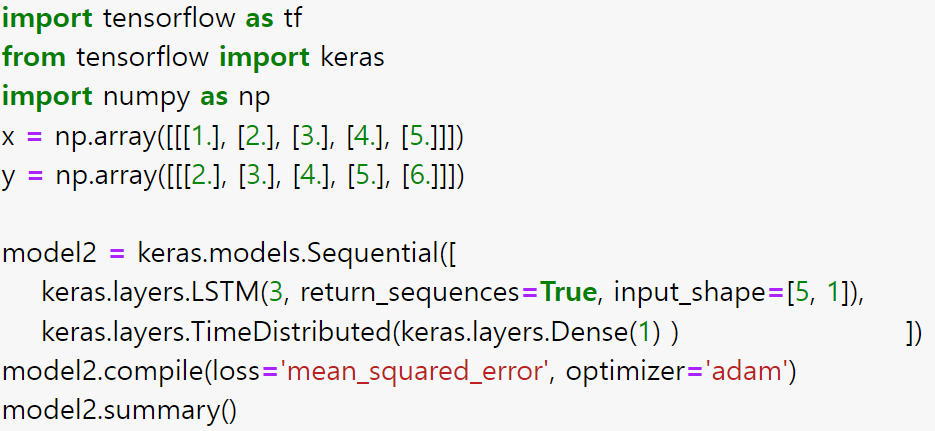 import tensorflow as tf
from tensorflow import keras
import numpy as np
x = np.array([[[1.], [2.], [3.], [4.], [5.]]])
y = np.array([[[2.], [3.], [4.], [5.], [6.]]])

model2 = keras.models.Sequential([
    keras.layers.LSTM(3, return_sequences=True, input_shape=[5, 1]),
    keras.layers.TimeDistributed(keras.layers.Dense(1) )                    ])
model2.compile(loss='mean_squared_error', optimizer='adam')
model2.summary()